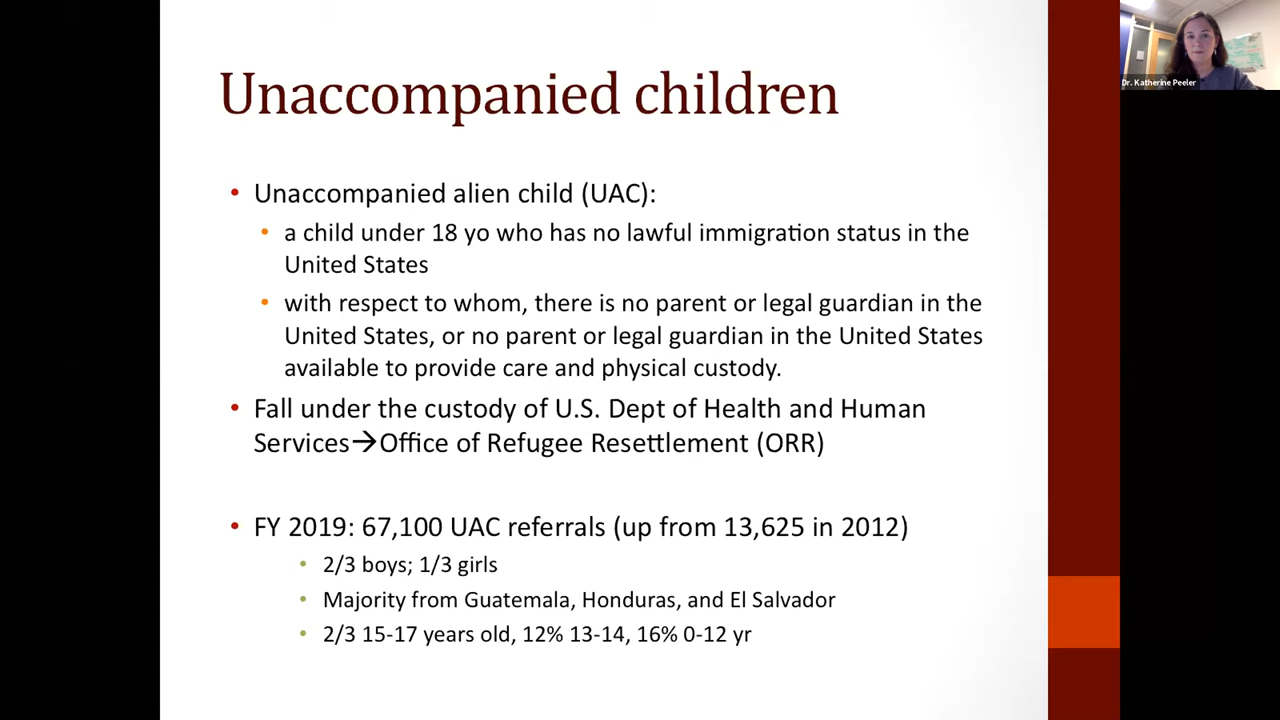 Unaccompanied children
• Unaccompanied alien child (UAC):
• a child under 18 yo who has no lawful immigration status in the
United States
• with respect to whom, there is no parent or legal guardian in the
United States, or no parent or legal guardian in the United States
available to provide care and physical custody.
• Fall under the custody of U.S. Dept of Health and Human
Services→Office of Refugee Resettlement (ORR)
• FY 2019: 67,100 UAC referrals (up from 13,625 in 2012)
• 2/3 boys; 1/3 girls
• Majority from Guatemala, Honduras, and El Salvador
• 2/3 15-17 years old, 12% 13-14, 16% 0-12 yr
Dr. Katherine Peeler